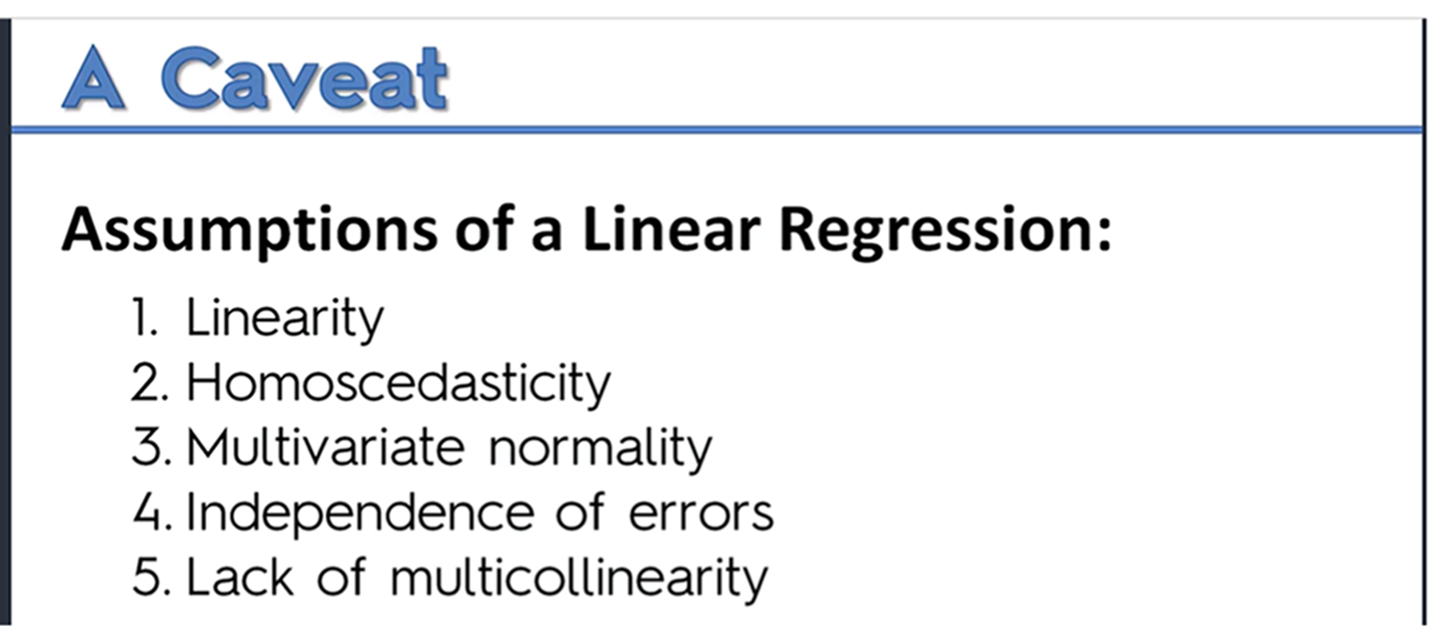 A Caveat
Assumptions of a Linear Regression:
1. Linearity
2. Homoscedasticity
3. Multivariate normality
4. Independence of errors
5. Lack of multicollinearity